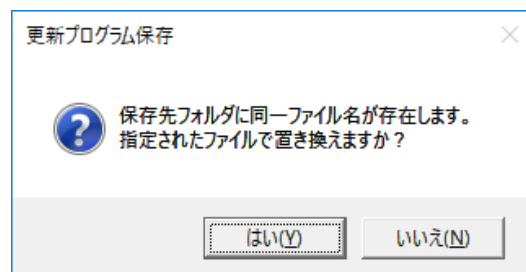 更新プログラム保存
保存先フォルダに同一ファイル名が存在します。
指定されたファイルで置き換えますか？
はい(Y)
いいえ(N)